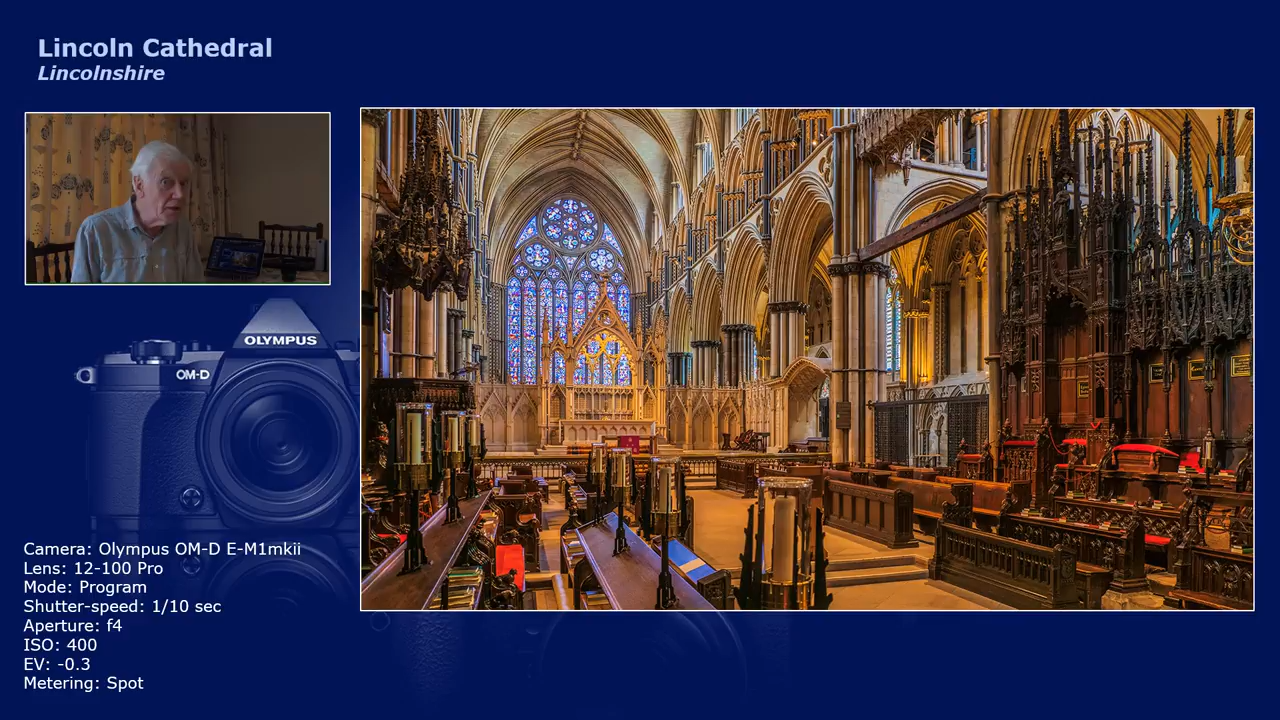 Lincoln Cathedral
Lincolnshire
OLYMPUS
OM-D
Camera: Olympus OM-D E-M1mkii
Lens: 12-100 Pro
Mode: Program
Shutter-speed: 1/10 sec
Aperture: f4
ISO: 400
EV: -0.3
Metering: Spot